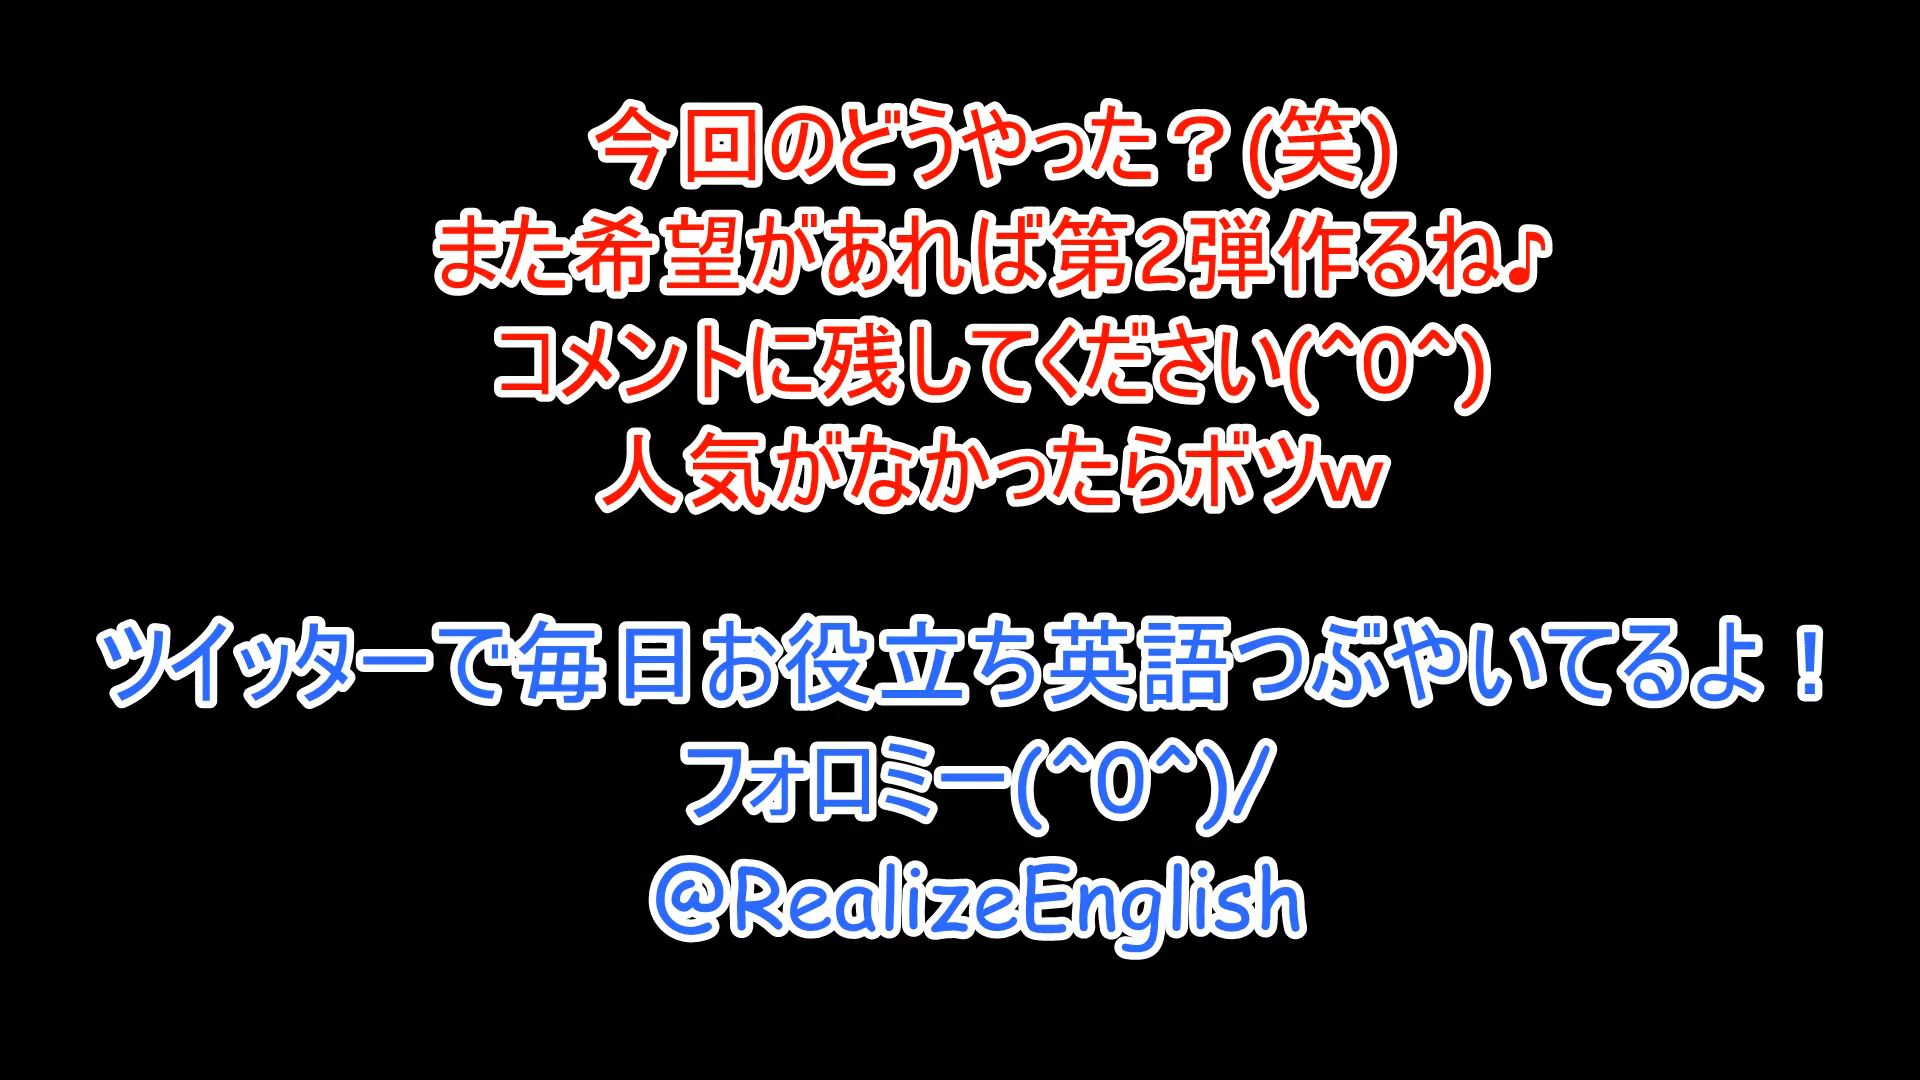 今回のどうやった？(笑)
また希望があれば第2弾作るね♪
コメントに残してください(^0^)
人気がなかったらボツw
ツイッターで毎日お役立ち英語つぶやいてるよ！
フォロミー(^0^)/
@RealizeEnglish